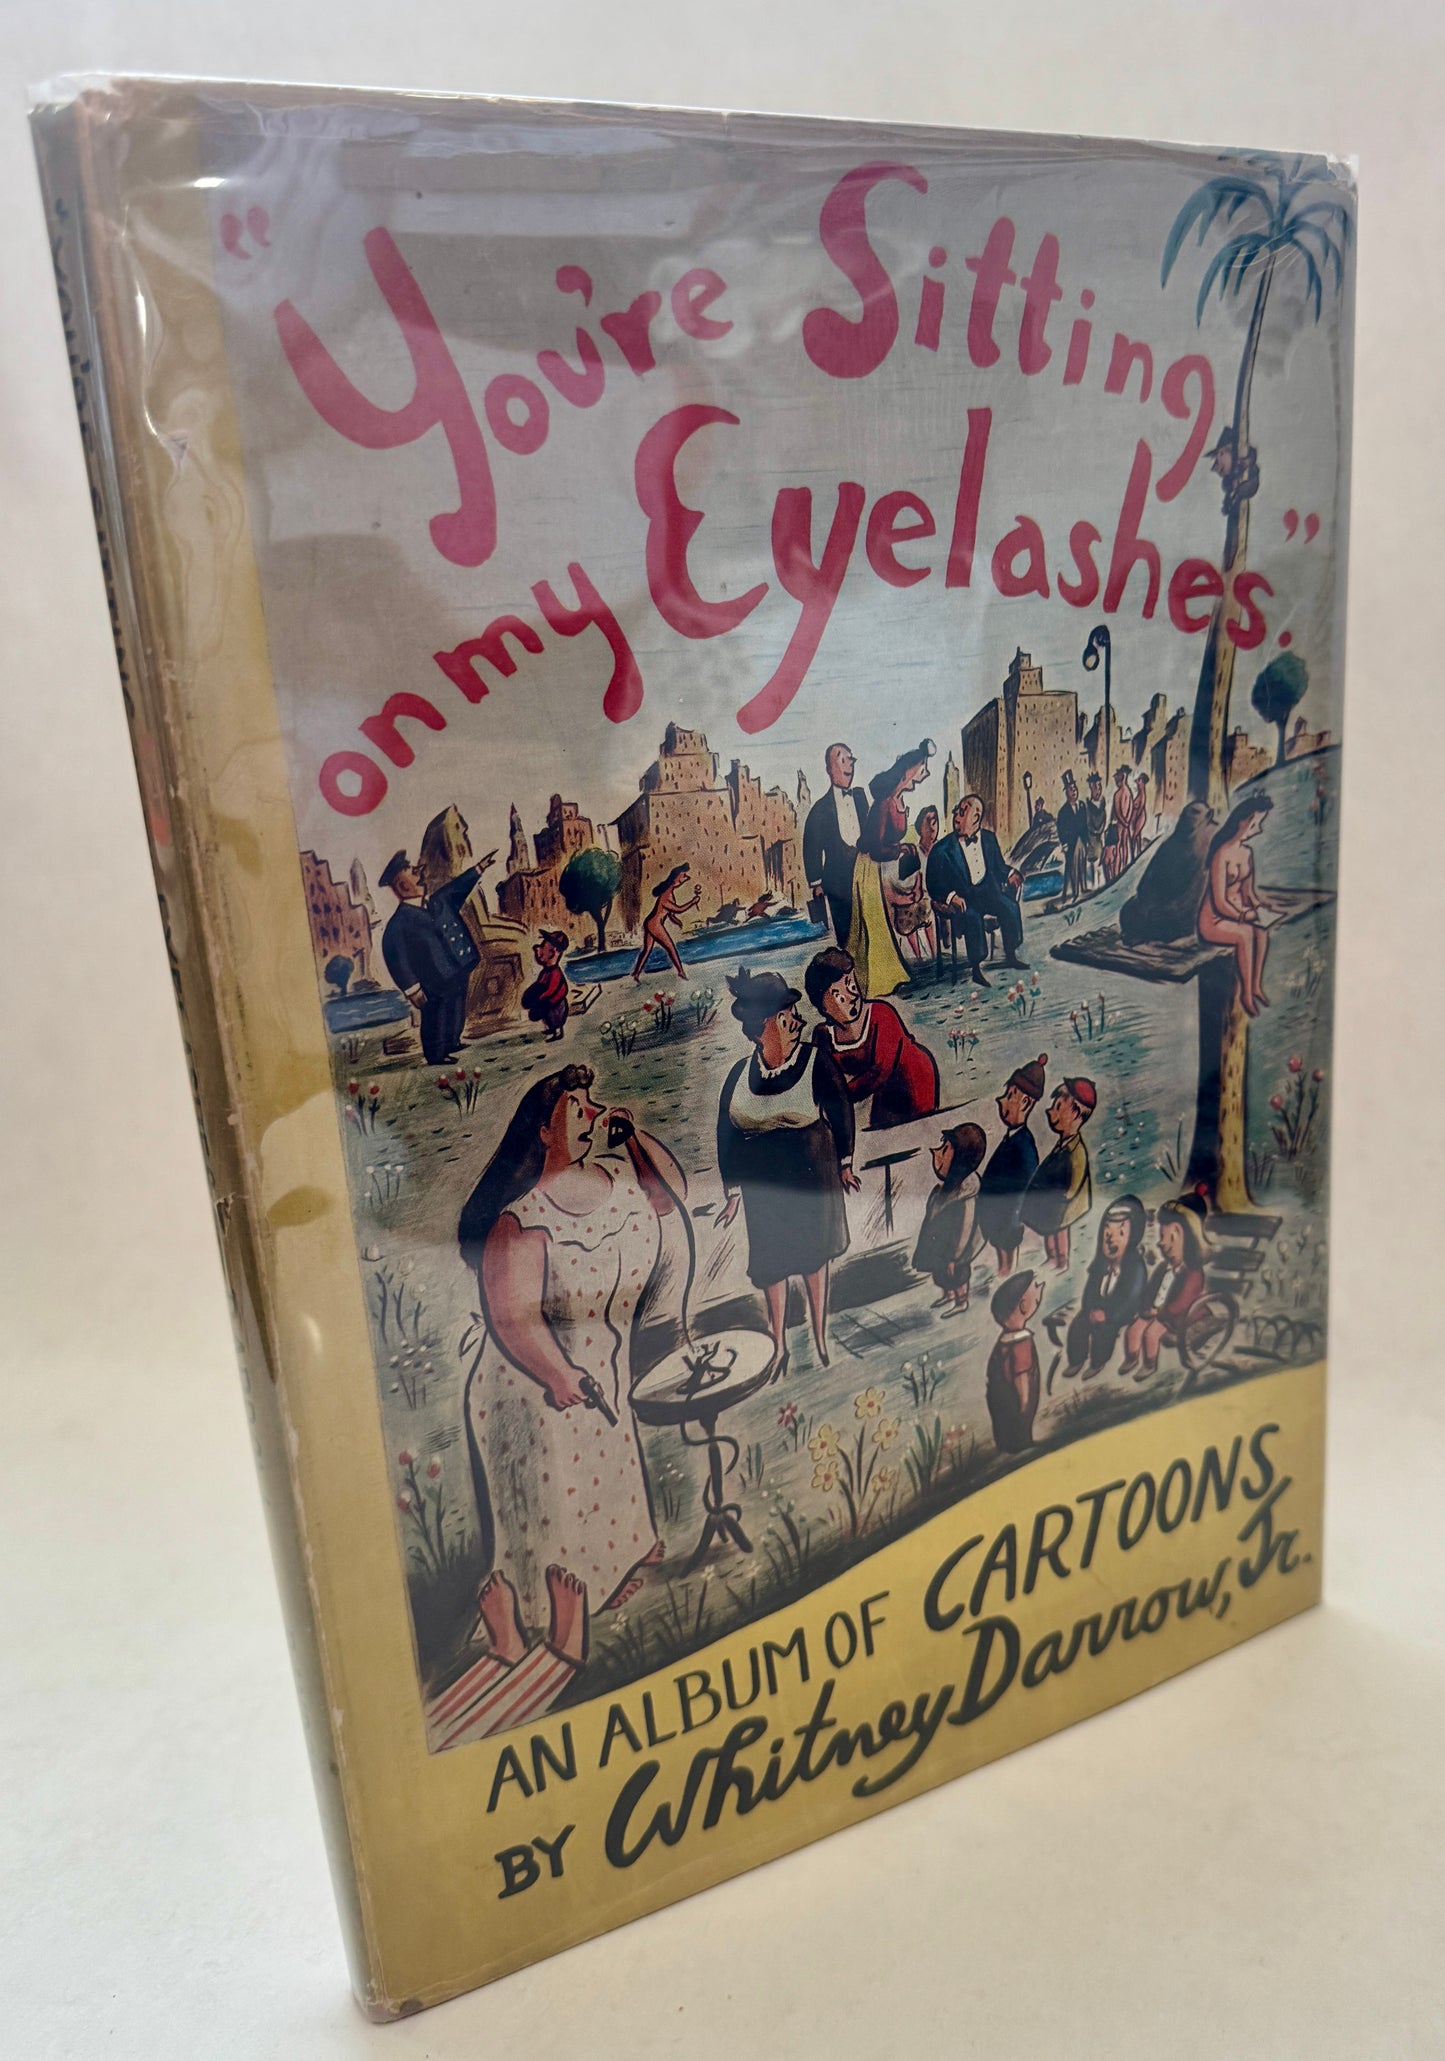 "You're Sitting
on my Eyelashes."
AN ALBUM OF CARTOONS
BY Whitney Darrow, Jr.